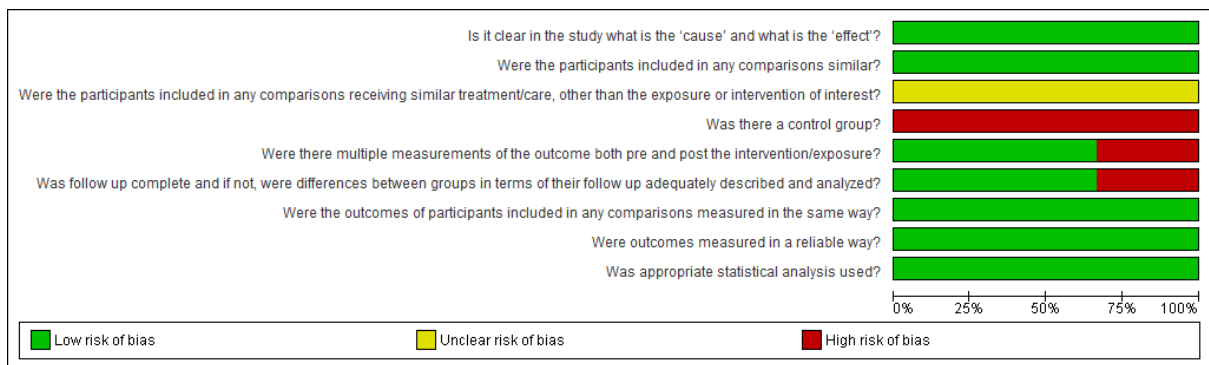 Is it clear in the study what is the ‘cause’ and what is the ‘effect’?
Were the participants included in any comparisons similar?
Were the participants included in any comparisons receiving similar treatment/care, other than the exposure or intervention of interest?
Was there a control group?
Were there multiple measurements of the outcome both pre and post the intervention/exposure?
Was follow up complete and if not, were differences between groups in terms of their follow up adequately described and analyzed?
Were the outcomes of participants included in any comparisons measured in the same way?
Were outcomes measured in a reliable way?
Was appropriate statistical analysis used?
0% 25% 50% 75% 100%
Low risk of bias Unclear risk of bias High risk of bias